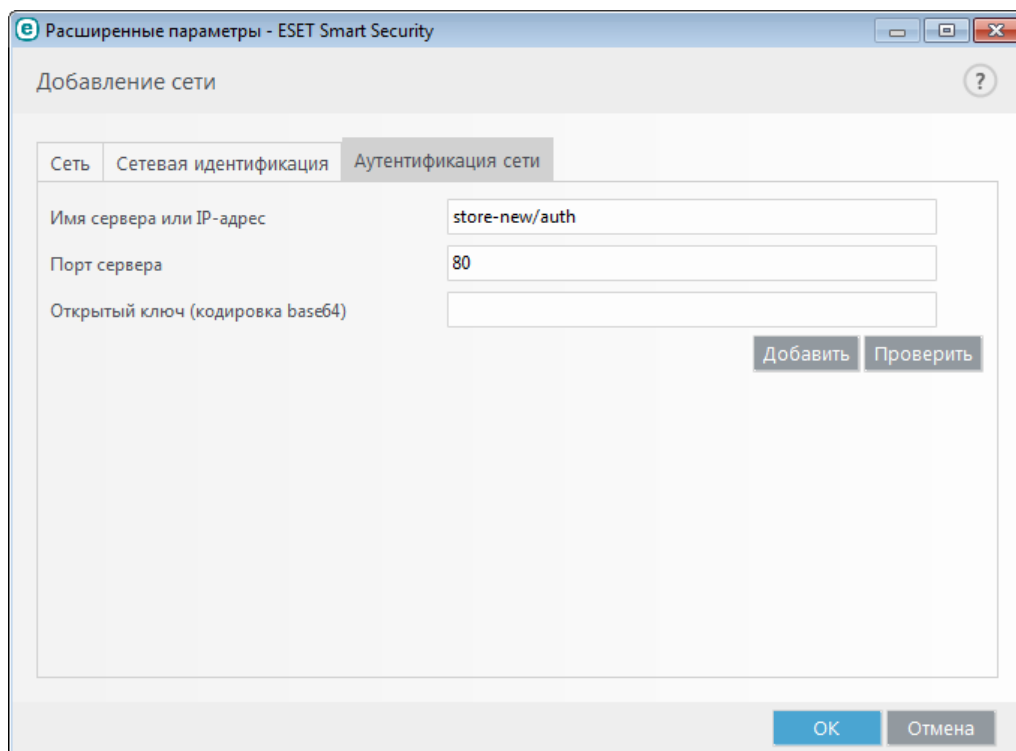 e Расширенные параметры - ESET Smart Security
Добавление сети ?
Сеть Сетевая идентификация Аутентификация сети
Имя сервера или IP-адрес store-new/auth
Порт сервера 80
Открытый ключ (кодировка base64)
Добавить Проверить
OK Отмена